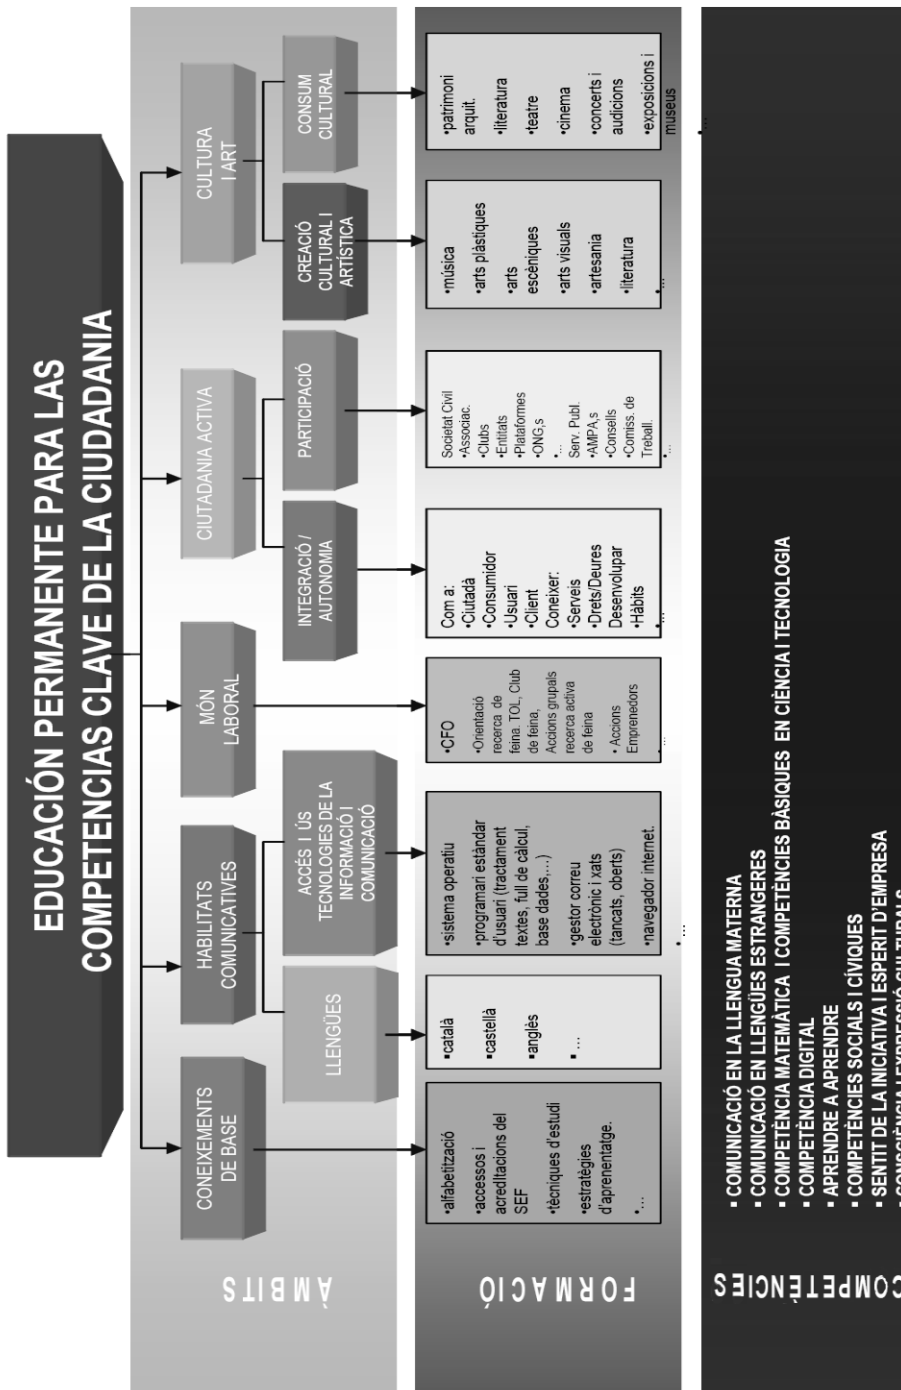 EDUCACIÓN PERMANENTE PARA LAS
COMPETENCIAS CLAVE DE LA CIUDADANIA
ÀMBITS
CONEIXEMENTS
DE BASE
HABILITATS
COMUNICATIVES
MÓN
LABORAL
CIUTADANIA ACTIVA
CULTURA
I ART
LLENGÜES
ACCÉS I ÚS
TECNOLOGIES DE LA
INFORMACIÓ I
COMUNICACIÓ
INTEGRACIÓ /
AUTONOMIA
PARTICIPACIÓ
CREACIÓ
CULTURAL I
ARTÍSTICA
CONSUM
CULTURAL
FORMACIÓ
•alfabetització
•accessos i
acreditacions del
SEF
•tècniques d'estudi
•estratègies
d'aprenentatge.
•...
▪català
▪castellà
▪anglès
▪ ...
▪sistema operatiu
▪programari estàndar
d'usuari (tractament
textes, full de càlcul,
base dades,...)
▪gestor correu
electrònic i xats
(tancats, oberts)
▪navegador internet.
▪...
•CFO
•Orientació
recerca de
feina. TOL, Club
de feina,
Accions grupals
recerca activa
de feina
• Accions
Emprenedors
•...
Com a:
•Ciutadà
•Consumidor
•Usuari
•Client
Coneixer:
•Serveis
•Drets/Deures
Desenvolupar
•Hàbits
•...
Societat Civil
•Associac.
•Clubs
•Entitats
•Plataformes
•ONG,s
•...
Serv. Publ.
•AMPA,s
•Consells
•Comiss. de
Treball.
•...
•música
•arts plàstiques
•arts
escèniques
•arts visuals
•artesania
•literatura
•...
•patrimoni
arquit.
•literatura
•teatre
•cinema
•concerts i
audicions
•exposicions i
museus
•...
COMPETÈNCIES
▪ COMUNICACIÓ EN LA LLENGUA MATERNA
▪ COMUNICACIÓ EN LLENGÜES ESTRANGERES
▪ COMPETÈNCIA MATEMÀTICA I COMPETÈNCIES BÀSIQUES EN CIÈNCIA I TECNOLOGIA
▪ COMPETÈNCIA DIGITAL
▪ APRENDRE A APRENDRE
▪ COMPETÈNCIES SOCIALS I CÍVIQUES
▪ SENTIT DE LA INICIATIVA I ESPERIT D'EMPRESA
▪ CONSCIÈNCIA I EXPRESSIÓ CULTURALS